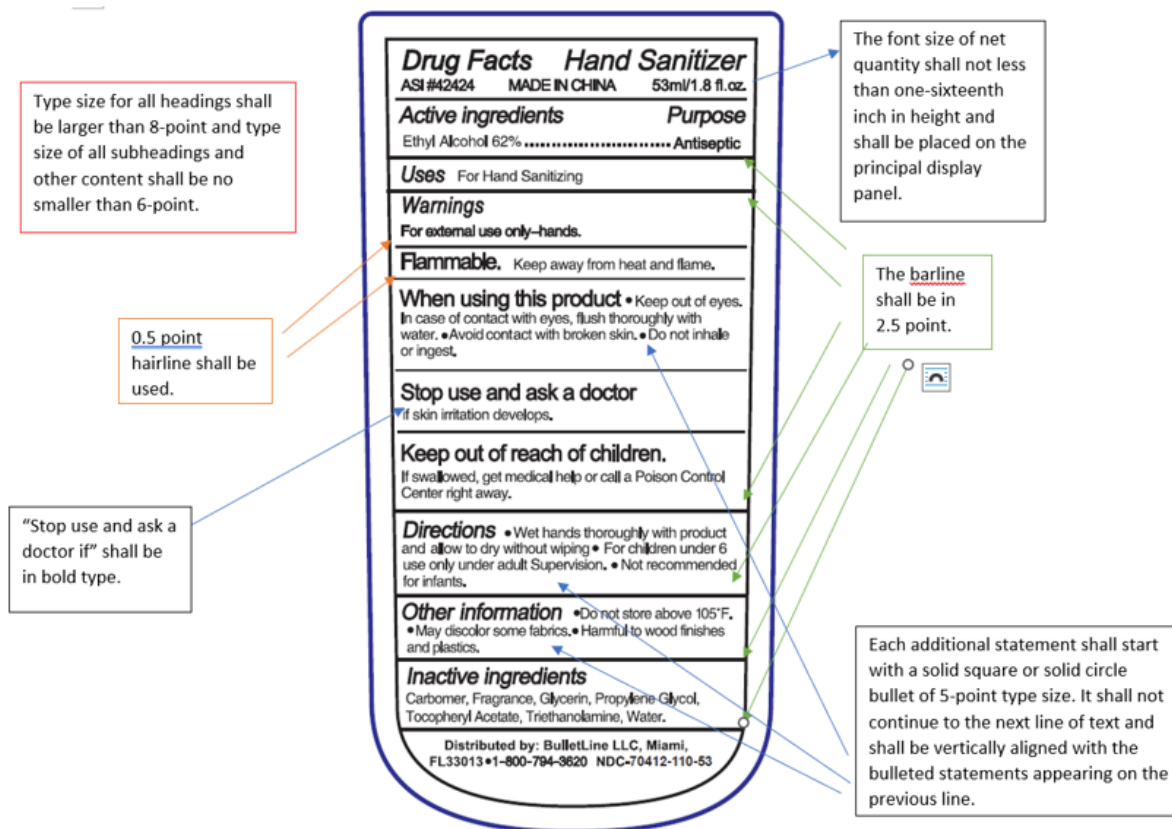 Drug Facts Hand Sanitizer
ASI #42424 MADE IN CHINA 53ml/1.8 fl.oz.
Active ingredients Purpose
Ethyl Alcohol 62% ................................ Antiseptic
Uses For Hand Sanitizing
Warnings
For external use only–hands.
Flammable. Keep away from heat and flame.
When using this product • Keep out of eyes.
In case of contact with eyes, flush thoroughly with
water. • Avoid contact with broken skin. • Do not inhale
or ingest.
Stop use and ask a doctor
if skin irritation develops.
Keep out of reach of children.
If swallowed, get medical help or call a Poison Control
Center right away.
Directions • Wet hands thoroughly with product
and allow to dry without wiping • For children under 6
use only under adult Supervision. • Not recommended
for infants.
Other information • Do not store above 105°F.
• May discolor some fabrics. • Harmful to wood finishes
and plastics.
Inactive ingredients
Carbomer, Fragrance, Glycerin, Propylene Glycol,
Tocopheryl Acetate, Triethanolamine, Water.
Distributed by: BulletLine LLC, Miami,
FL33013 • 1-800-794-3620 NDC-70412-110-53
Type size for all headings shall
be larger than 8-point and type
size of all subheadings and
other content shall be no
smaller than 6-point.
0.5 point
hairline shall be
used.
“Stop use and ask a
doctor if” shall be
in bold type.
The font size of net
quantity shall not less
than one-sixteenth
inch in height and
shall be placed on the
principal display
panel.
The barline
shall be in
2.5 point.
Each additional statement shall start
with a solid square or solid circle
bullet of 5-point type size. It shall not
continue to the next line of text and
shall be vertically aligned with the
bulleted statements appearing on the
previous line.